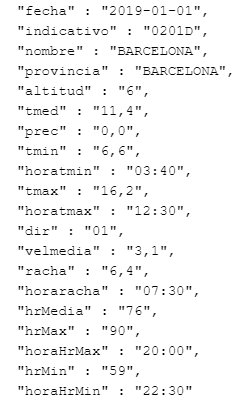 "fecha" : "2019-01-01",
"indicativo" : "0201D",
"nombre" : "BARCELONA",
"provincia" : "BARCELONA",
"altitud" : "6",
"tmed" : "11,4",
"prec" : "0,0",
"tmin" : "6,6",
"horatmin" : "03:40",
"tmax" : "16,2",
"horatmax" : "12:30",
"dir" : "01",
"velmedia" : "3,1",
"racha" : "6,4",
"horaracha" : "07:30",
"hrMedia" : "76",
"hrMax" : "90",
"horaHrMax" : "20:00",
"hrMin" : "59",
"horaHrMin" : "22:30"